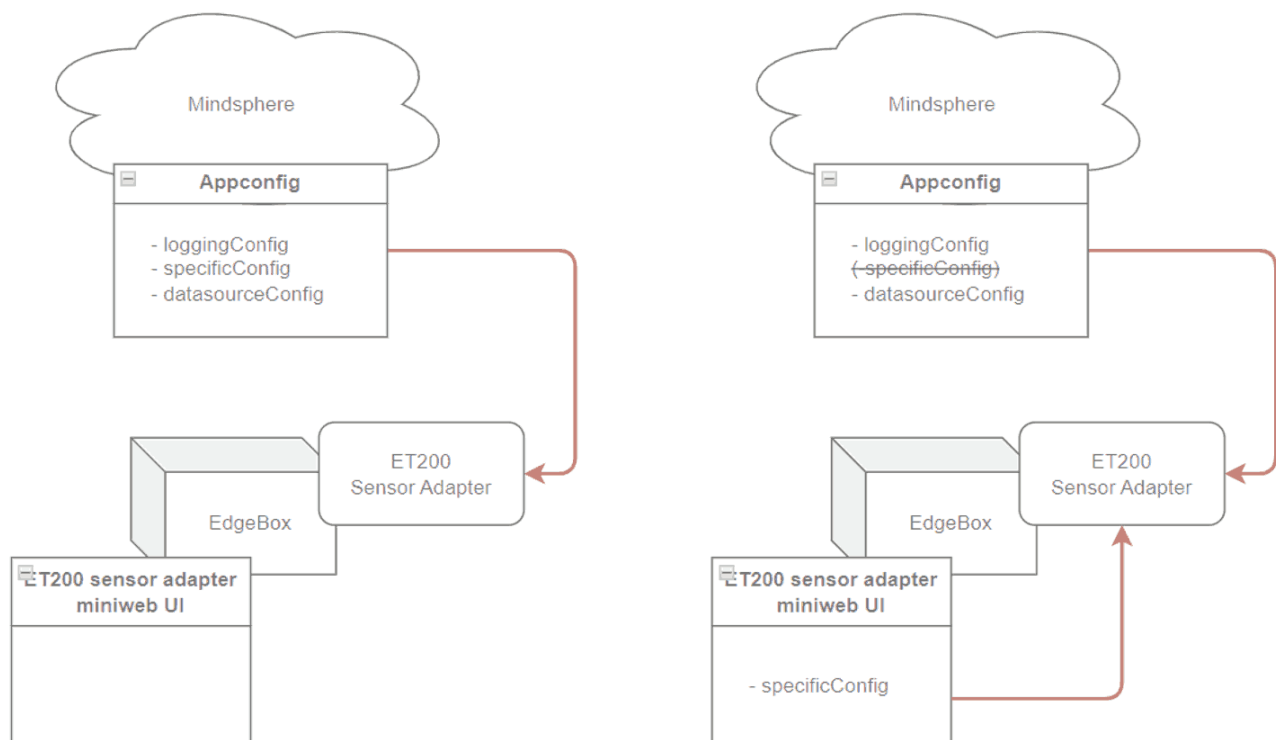 Mindsphere
Appconfig
- loggingConfig
- specificConfig
- datasourceConfig
ET200
Sensor Adapter
EdgeBox
ET200 sensor adapter
miniweb UI
Mindsphere
Appconfig
- loggingConfig
(-specificConfig)
- datasourceConfig
ET200
Sensor Adapter
EdgeBox
ET200 sensor adapter
miniweb UI
- specificConfig